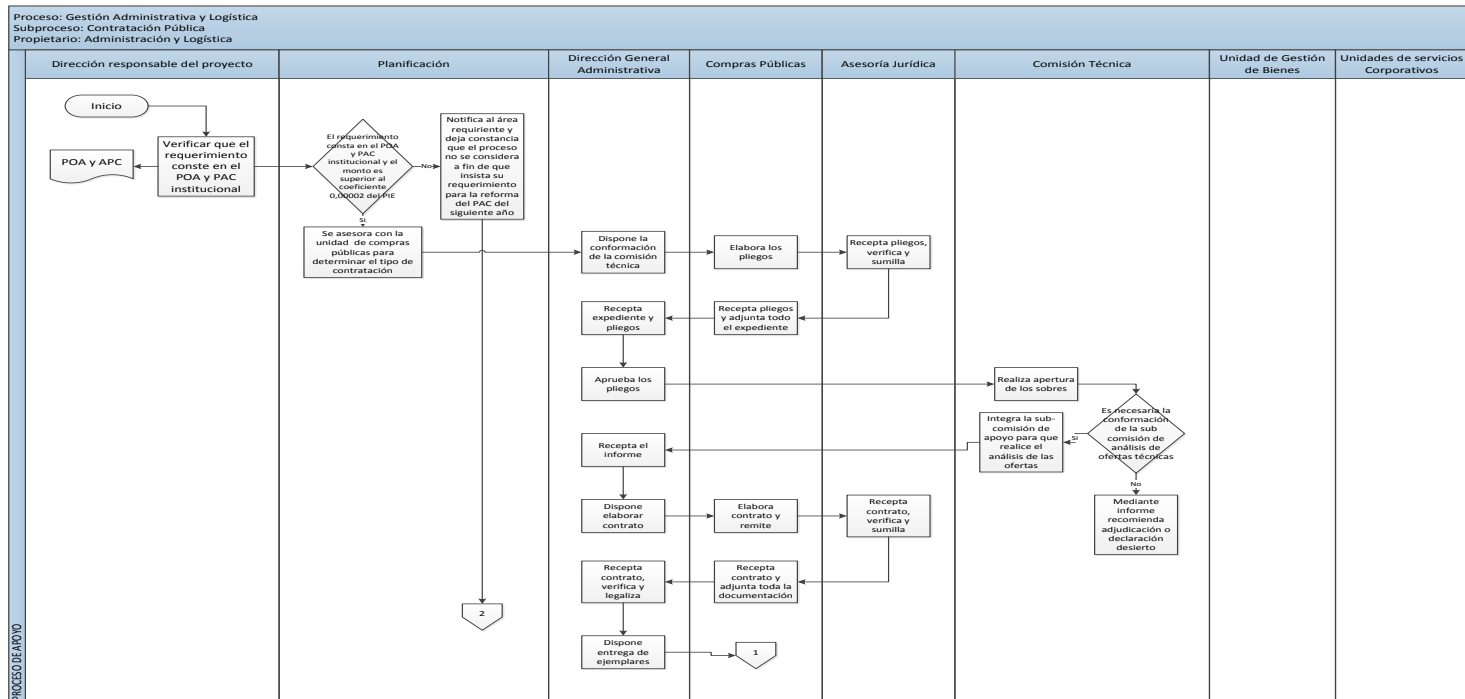 Proceso: Gestión Administrativa y Logística
Subproceso: Contratación Pública
Propietario: Administración y Logística
Dirección responsable del proyecto
Planificación
Dirección General
Administrativa
Compras Públicas
Asesoría Jurídica
Comisión Técnica
Unidad de Gestión
de Bienes
Unidades de servicios
Corporativos
PROCESO DE APOYO
Inicio
Verificar que el
requerimiento
conste en el
POA y PAC
institucional
POA y APC
El requerimiento
consta en el POA
y PAC
institucional y el
monto es
superior al
coeficiente
0,00002 del PIE
No
Notifica al área
requiriente y
deja constancia
que el proceso
no se considera
a fin de que
insista su
requerimiento
para la reforma
del PAC del
siguiente año
Si
Se asesora con la
unidad de compras
públicas para
determinar el tipo de
contratación
Dispone la
conformación
de la comisión
técnica
Elabora los
pliegos
Recepta pliegos,
verifica y
sumilla
Recepta
expediente y
pliegos
Recepta pliegos
y adjunta todo
el expediente
Aprueba los
pliegos
Realiza apertura
de los sobres
Es necesaria la
conformación
de la sub
comisión de
análisis de
ofertas técnicas
Si
Integra la sub-
comisión de
apoyo para que
realice el
análisis de las
ofertas
No
Mediante
informe
recomienda
adjudicación o
declaración
desierto
Recepta el
informe
Dispone
elaborar
contrato
Elabora
contrato y
remite
Recepta
contrato,
verifica y
sumilla
Recepta
contrato,
verifica y
legaliza
Recepta
contrato y
adjunta toda la
documentación
2
Dispone
entrega de
ejemplares
1